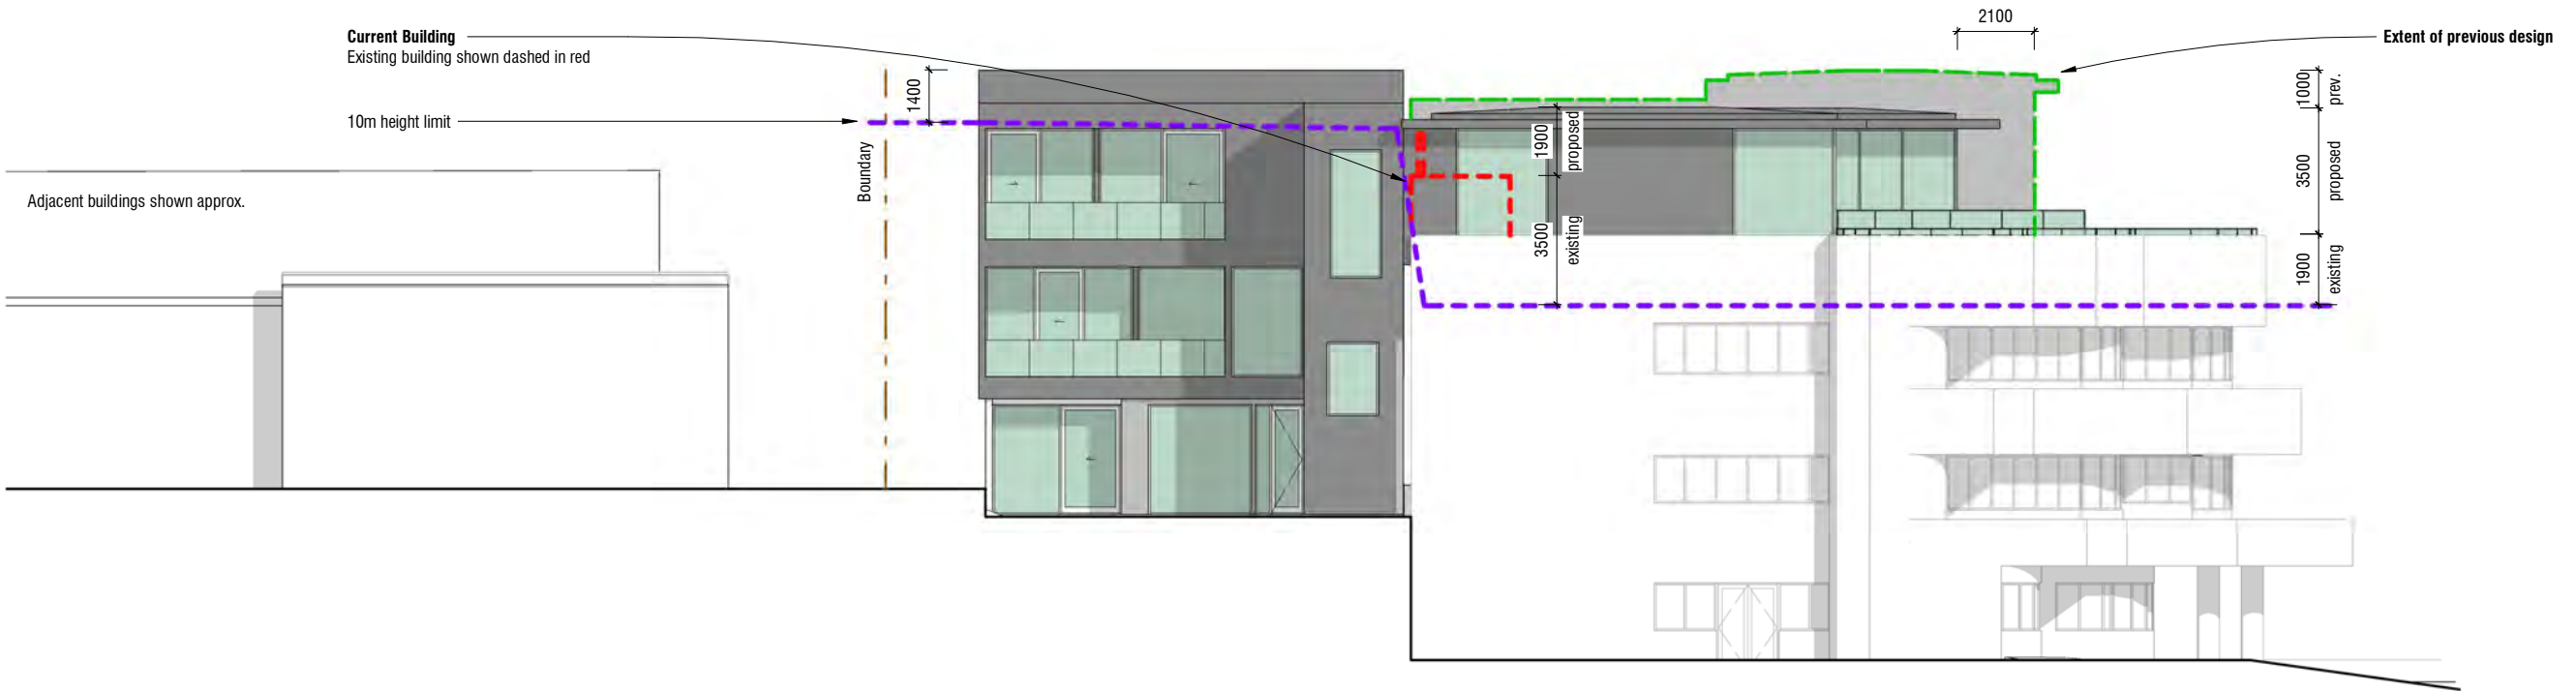 2100
Current Building
Existing building shown dashed in red
Extent of previous design
1400
1000
prev.
10m height limit
Boundary
1900
proposed
3500
proposed
Adjacent buildings shown approx.
3500
existing
1900
existing